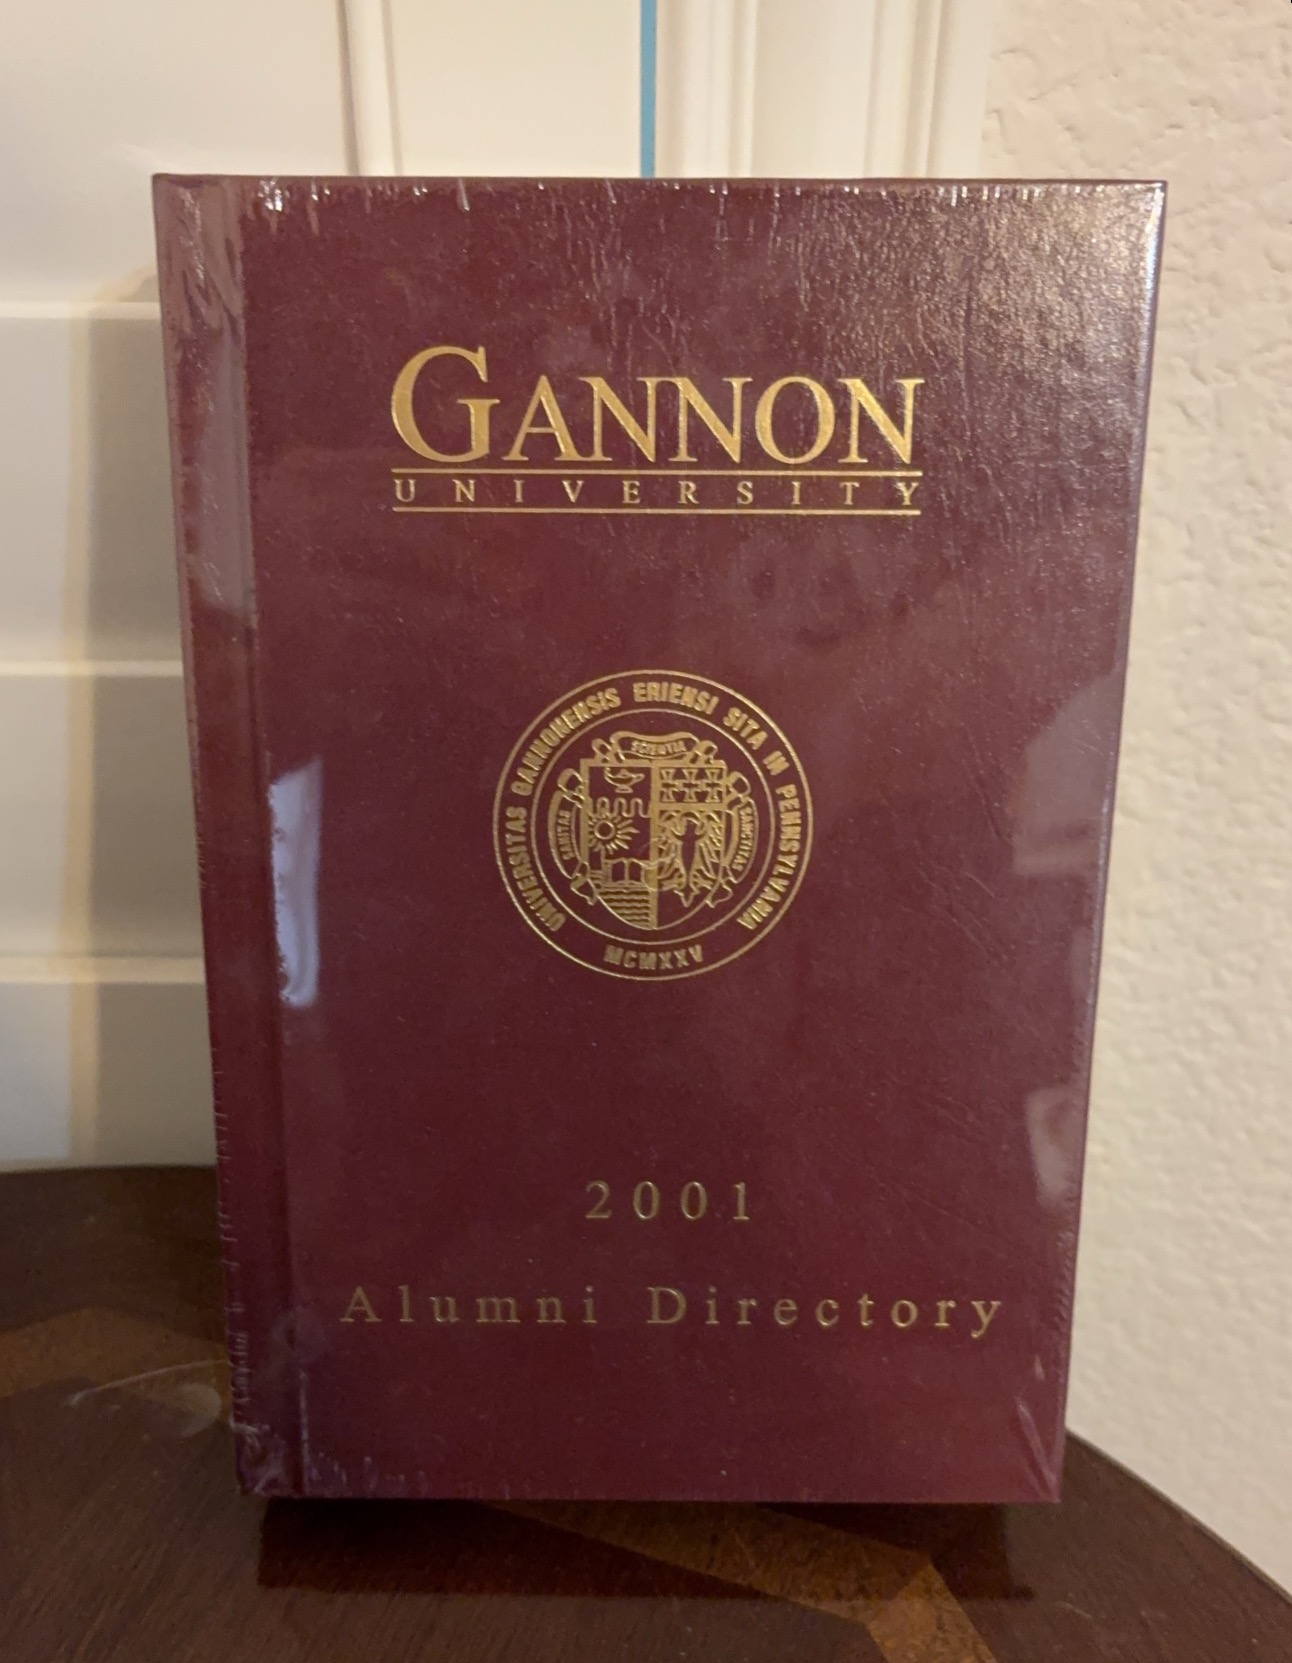 GANNON
UNIVERSITY
UNIVERSITAS GANNONENSIS ERIENSI SITA IN PENNSYLVANIA
SCIENTIA
SANITAS
SANCTITAS
MCMXXV
2001
Alumni Directory